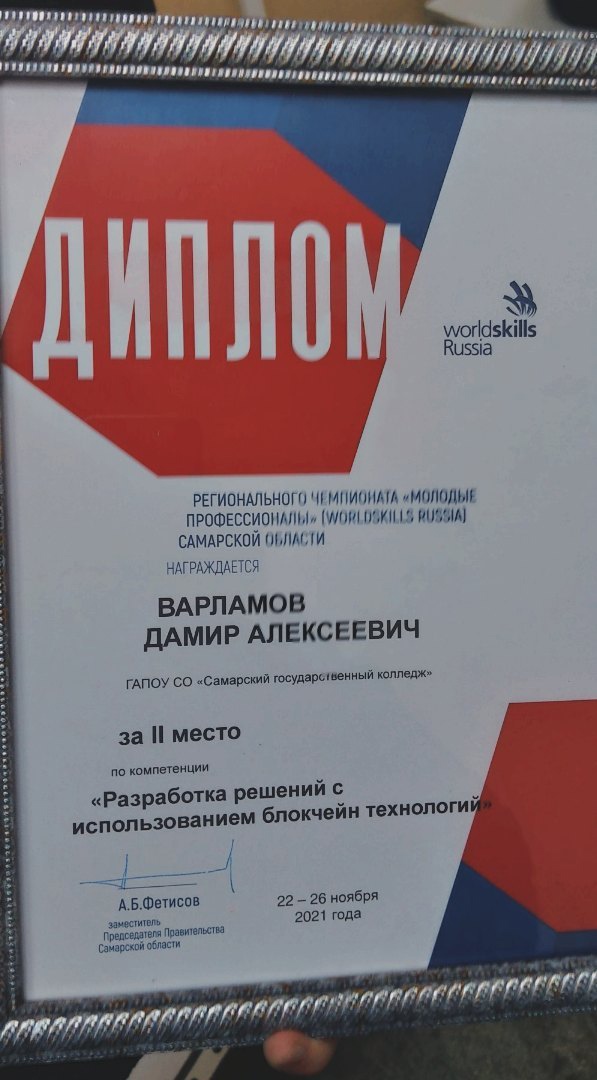 ДИПЛОМ
worldskills
Russia
РЕГИОНАЛЬНОГО ЧЕМПИОНАТА «МОЛОДЫЕ
ПРОФЕССИОНАЛЫ» (WORLDSKILLS RUSSIA)
САМАРСКОЙ ОБЛАСТИ
НАГРАЖДАЕТСЯ
ВАРЛАМОВ
ДАМИР АЛЕКСЕЕВИЧ
ГАПОУ СО «Самарский государственный колледж»
за II место
по компетенции
«Разработка решений с
использованием блокчейн технологий»
А.Б.Фетисов
заместитель
Председателя Правительства
Самарской области
22 – 26 ноября
2021 года